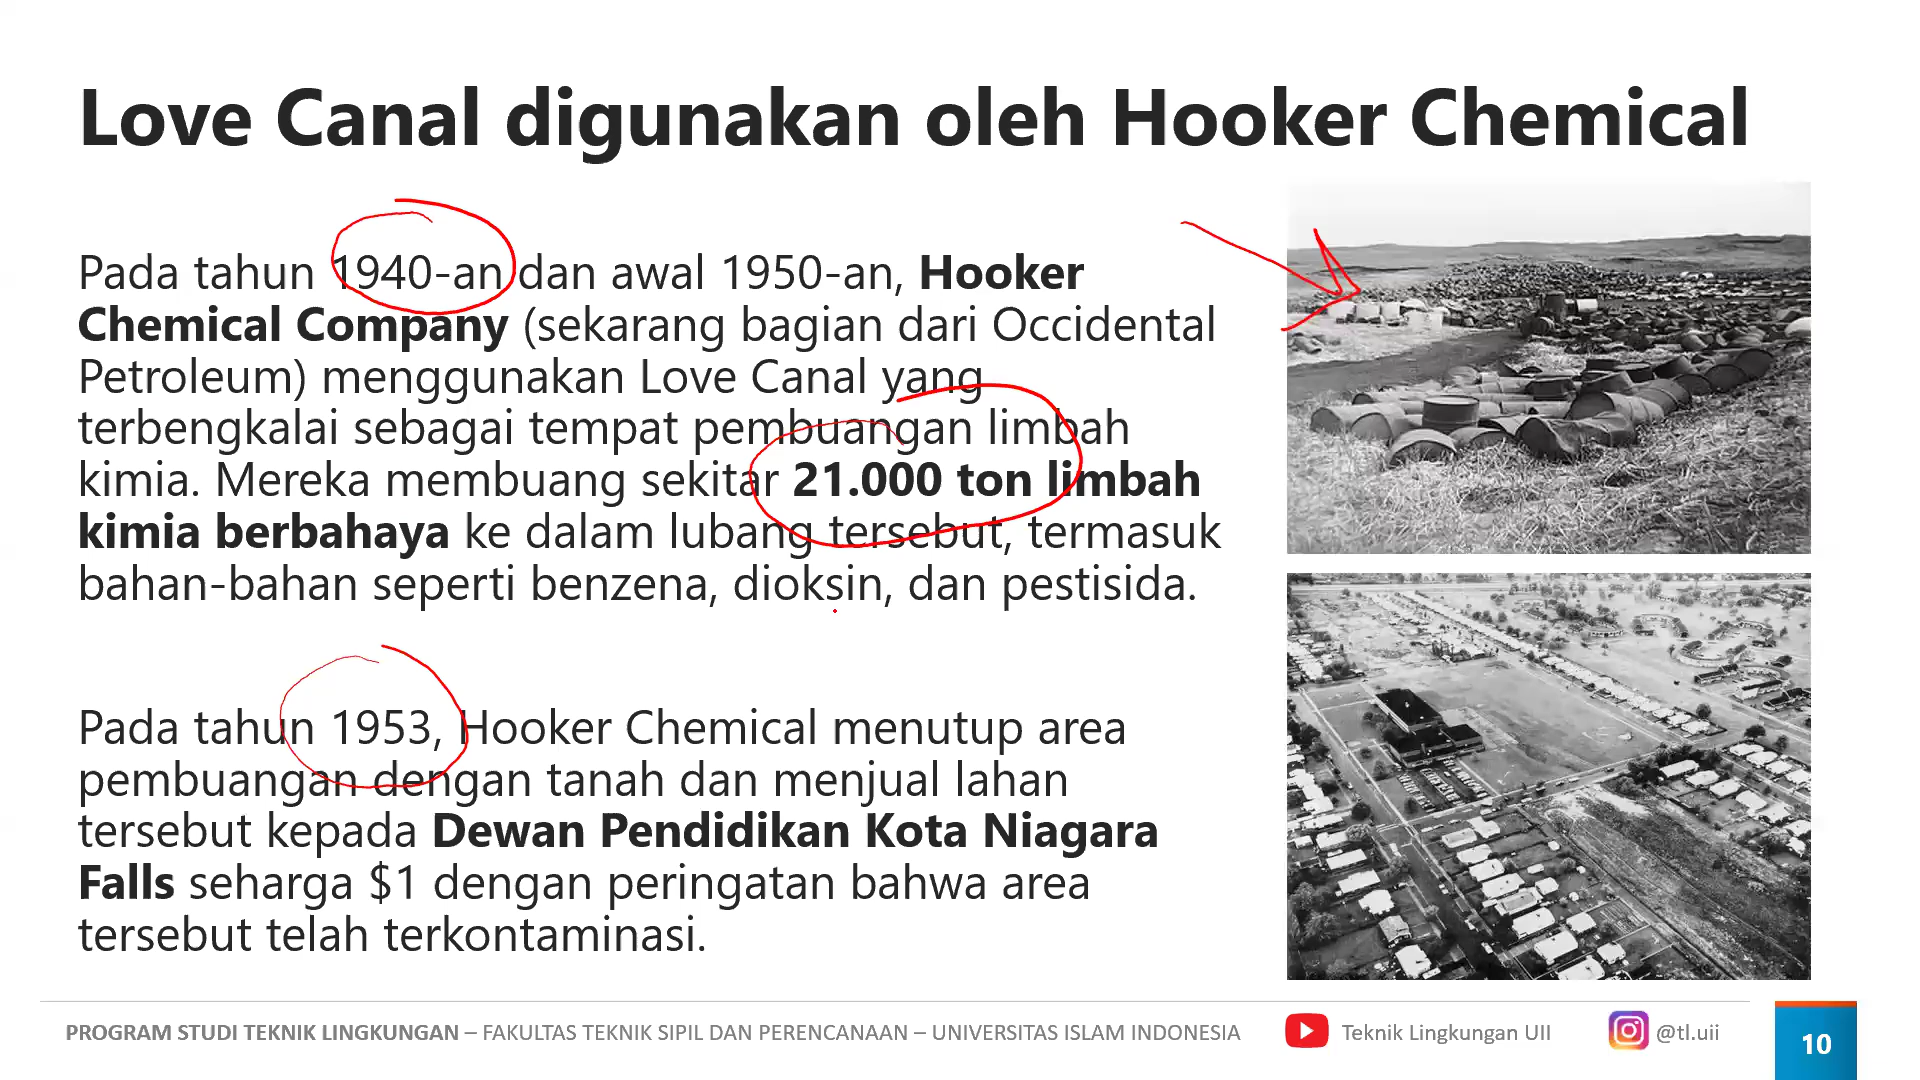 Love Canal digunakan oleh Hooker Chemical
Pada tahun 1940-an dan awal 1950-an, Hooker
Chemical Company (sekarang bagian dari Occidental
Petroleum) menggunakan Love Canal yang
terbengkalai sebagai tempat pembuangan limbah
kimia. Mereka membuang sekitar 21.000 ton limbah
kimia berbahaya ke dalam lubang tersebut, termasuk
bahan-bahan seperti benzena, dioksin, dan pestisida.
Pada tahun 1953, Hooker Chemical menutup area
pembuangan dengan tanah dan menjual lahan
tersebut kepada Dewan Pendidikan Kota Niagara
Falls seharga $1 dengan peringatan bahwa area
tersebut telah terkontaminasi.
PROGRAM STUDI TEKNIK LINGKUNGAN – FAKULTAS TEKNIK SIPIL DAN PERENCANAAN – UNIVERSITAS ISLAM INDONESIA
Teknik Lingkungan UII
@tl.uii
10